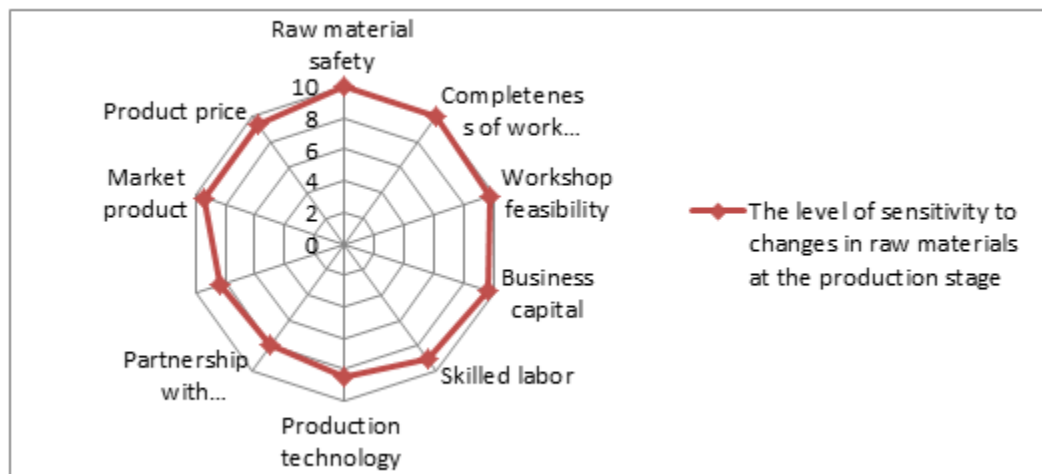 Raw material
safety
Completenes
s of work...
Workshop
feasibility
Business
capital
Skilled labor
Production
technology
Partnership
with...
Market
product
Product price
10
8
6
4
2
0
The level of sensitivity to
changes in raw materials
at the production stage